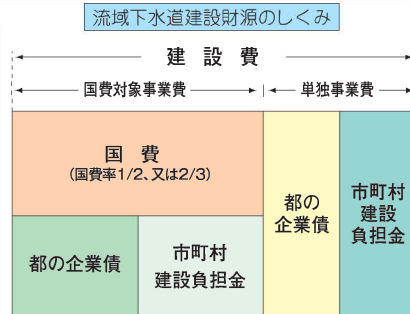 流域下水道建設財源のしくみ
建設費
国費対象事業費
単独事業費
国費
(国費率1/2、又は2/3)
都の企業債
市町村
建設負担金
都の
企業債
市町村
建設
負担金